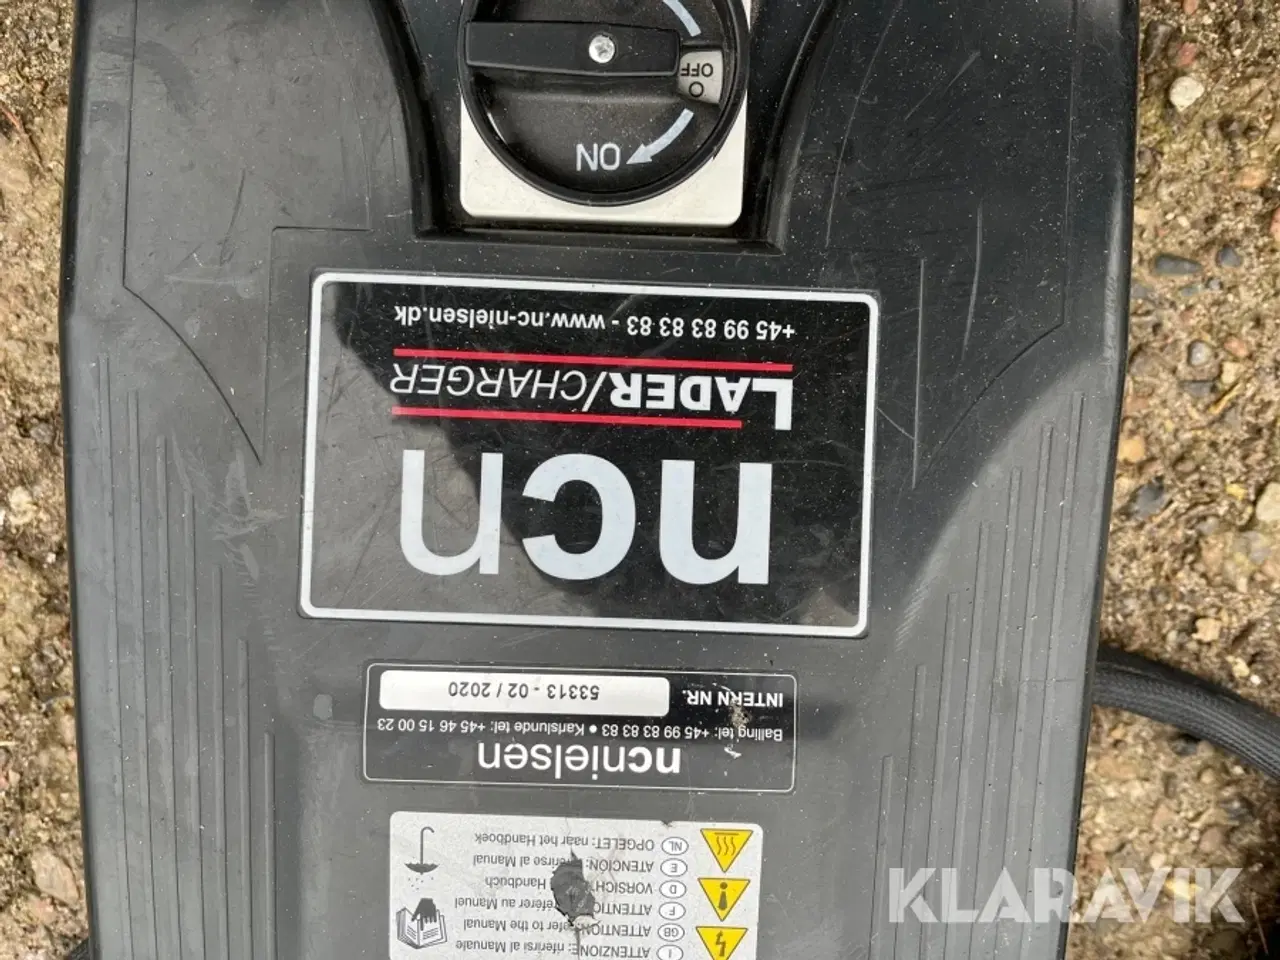 I ATTENZIONE: riferirsi al Manuale
GB ATTENTION: refer to the Manual
F ATTENTION: référer au Manuel
D VORSICHT: Handbuch
E ATENCIÓN: referirse al Manual
NL OPGELET: naar het Handboek
ncnielsen
Balling tel: +45 99 83 83 83 ● Karlslunde tel: +45 46 15 00 23
INTERN NR. 53313 - 02 / 2020
ncn
LADER/CHARGER
+45 99 83 83 83 - www.nc-nielsen.dk
ON
O OFF
KLARAVIK